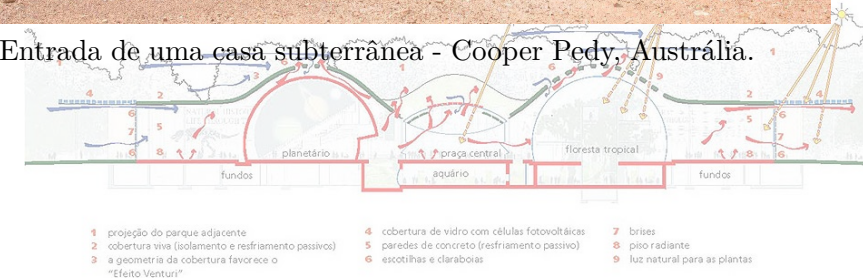 Entrada de uma casa subterrânea - Cooper Pedy, Austrália.
planetário
praça central
floresta tropical
fundos
aquário
fundos
1 projeção do parque adjacente
2 cobertura viva (isolamento e resfriamento passivos)
3 a geometria da cobertura favorece o
"Efeito Venturi"
4 cobertura de vidro com células fotovoltáicas
5 paredes de concreto (resfriamento passivo)
6 escotilhas e claraboias
7 brises
8 piso radiante
9 luz natural para as plantas